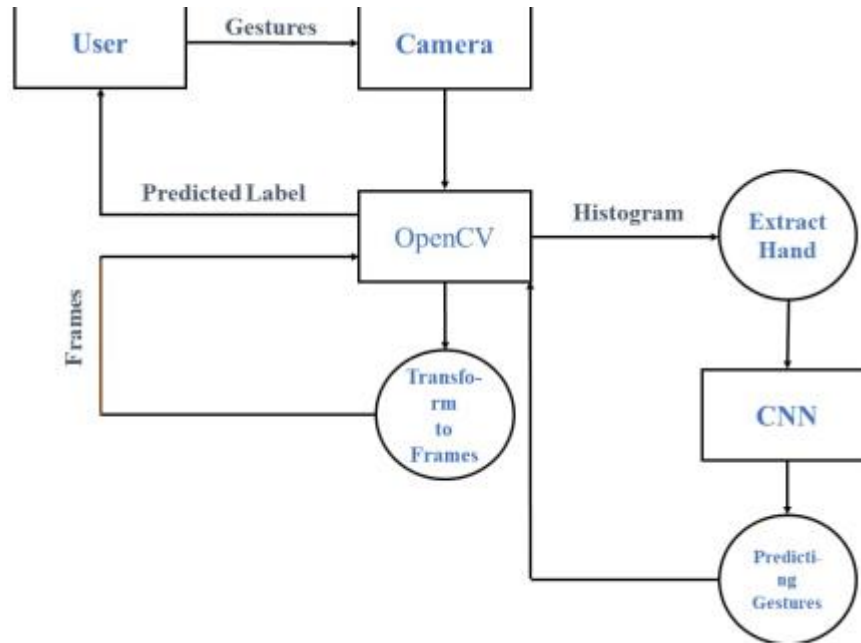 User
Gestures
Camera
Predicted Label
OpenCV
Histogram
Extract
Hand
Frames
Transfo-
rm
to
Frames
CNN
Predicti-
ng
Gestures